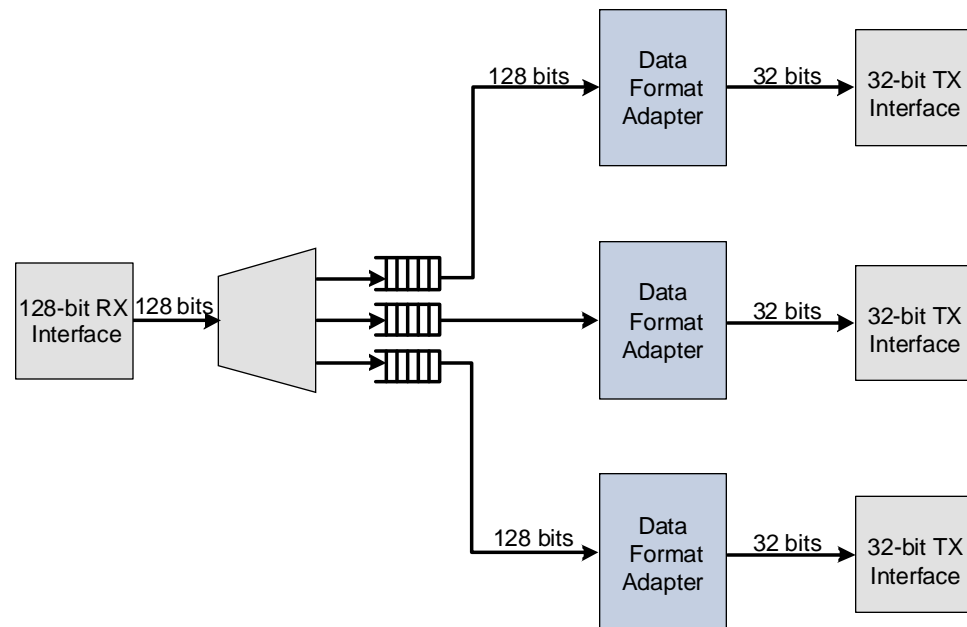 128 bits
Data
Format
Adapter
32 bits
32-bit TX
Interface
128-bit RX
Interface
128 bits
Data
Format
Adapter
32 bits
32-bit TX
Interface
128 bits
Data
Format
Adapter
32 bits
32-bit TX
Interface